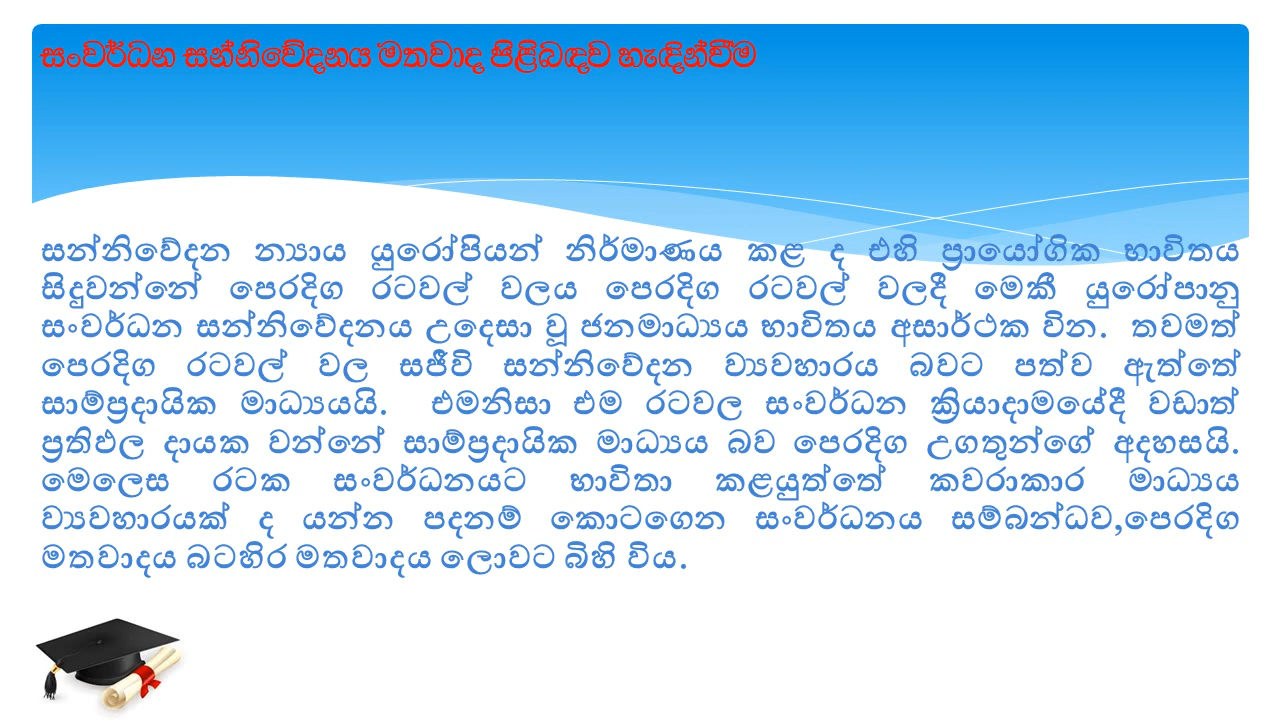 සංවර්ධන සන්නිවේදනය මතවාද පිළිබඳව හැඳින්වීම
සන්නිවේදන න්‍යාය යුරෝපියන් නිර්මාණය කළ ද එහි ප්‍රායෝගික භාවිතය
සිදුවන්නේ පෙරදිග රටවල් වලය පෙරදිග රටවල් වලදී මෙකී යුරෝපානු
සංවර්ධන සන්නිවේදනය උදෙසා වූ ජනමාධ්‍යය භාවිතය අසාර්ථක විත. තවමත්
පෙරදිග රටවල් වල සජීවි සන්නිවේදන ව්‍යවහාරය බවට පත්ව ඇත්තේ
සාම්ප්‍රදායික මාධ්‍යයයි. එමනිසා එම රටවල සංවර්ධන ක්‍රියාදාමයේදී වඩාත්
ප්‍රතිඵල දායක වන්නේ සාම්ප්‍රදායික මාධ්‍යය බව පෙරදිග උගතුන්ගේ අදහසයි.
මෙලෙස රටක සංවර්ධනයට භාවිතා කළයුත්තේ කවරාකාර මාධ්‍යය
ව්‍යවහාරයක් ද යන්න පදනම් කොටගෙන සංවර්ධනය සම්බන්ධව,පෙරදිග
මතවාදය බටහිර මතවාදය ලොවට බිහි විය.